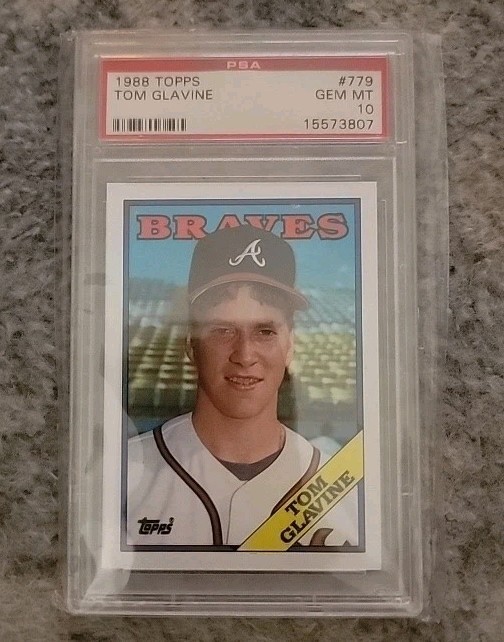 PSA
1988 TOPPS #779
TOM GLAVINE GEM MT
10
15573807
BRAVES
A
TOM
GLAVINE
TOPPS